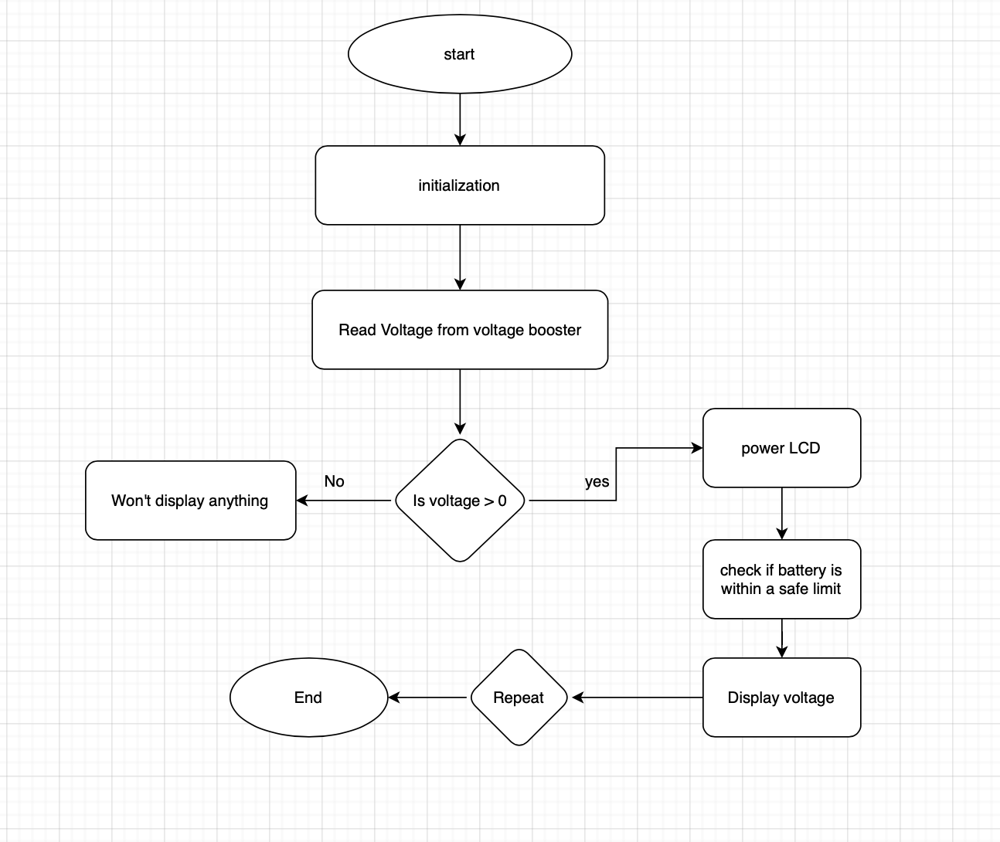 start
initialization
Read Voltage from voltage booster
Is voltage > 0
No
Won't display anything
yes
power LCD
check if battery is
within a safe limit
Display voltage
Repeat
End